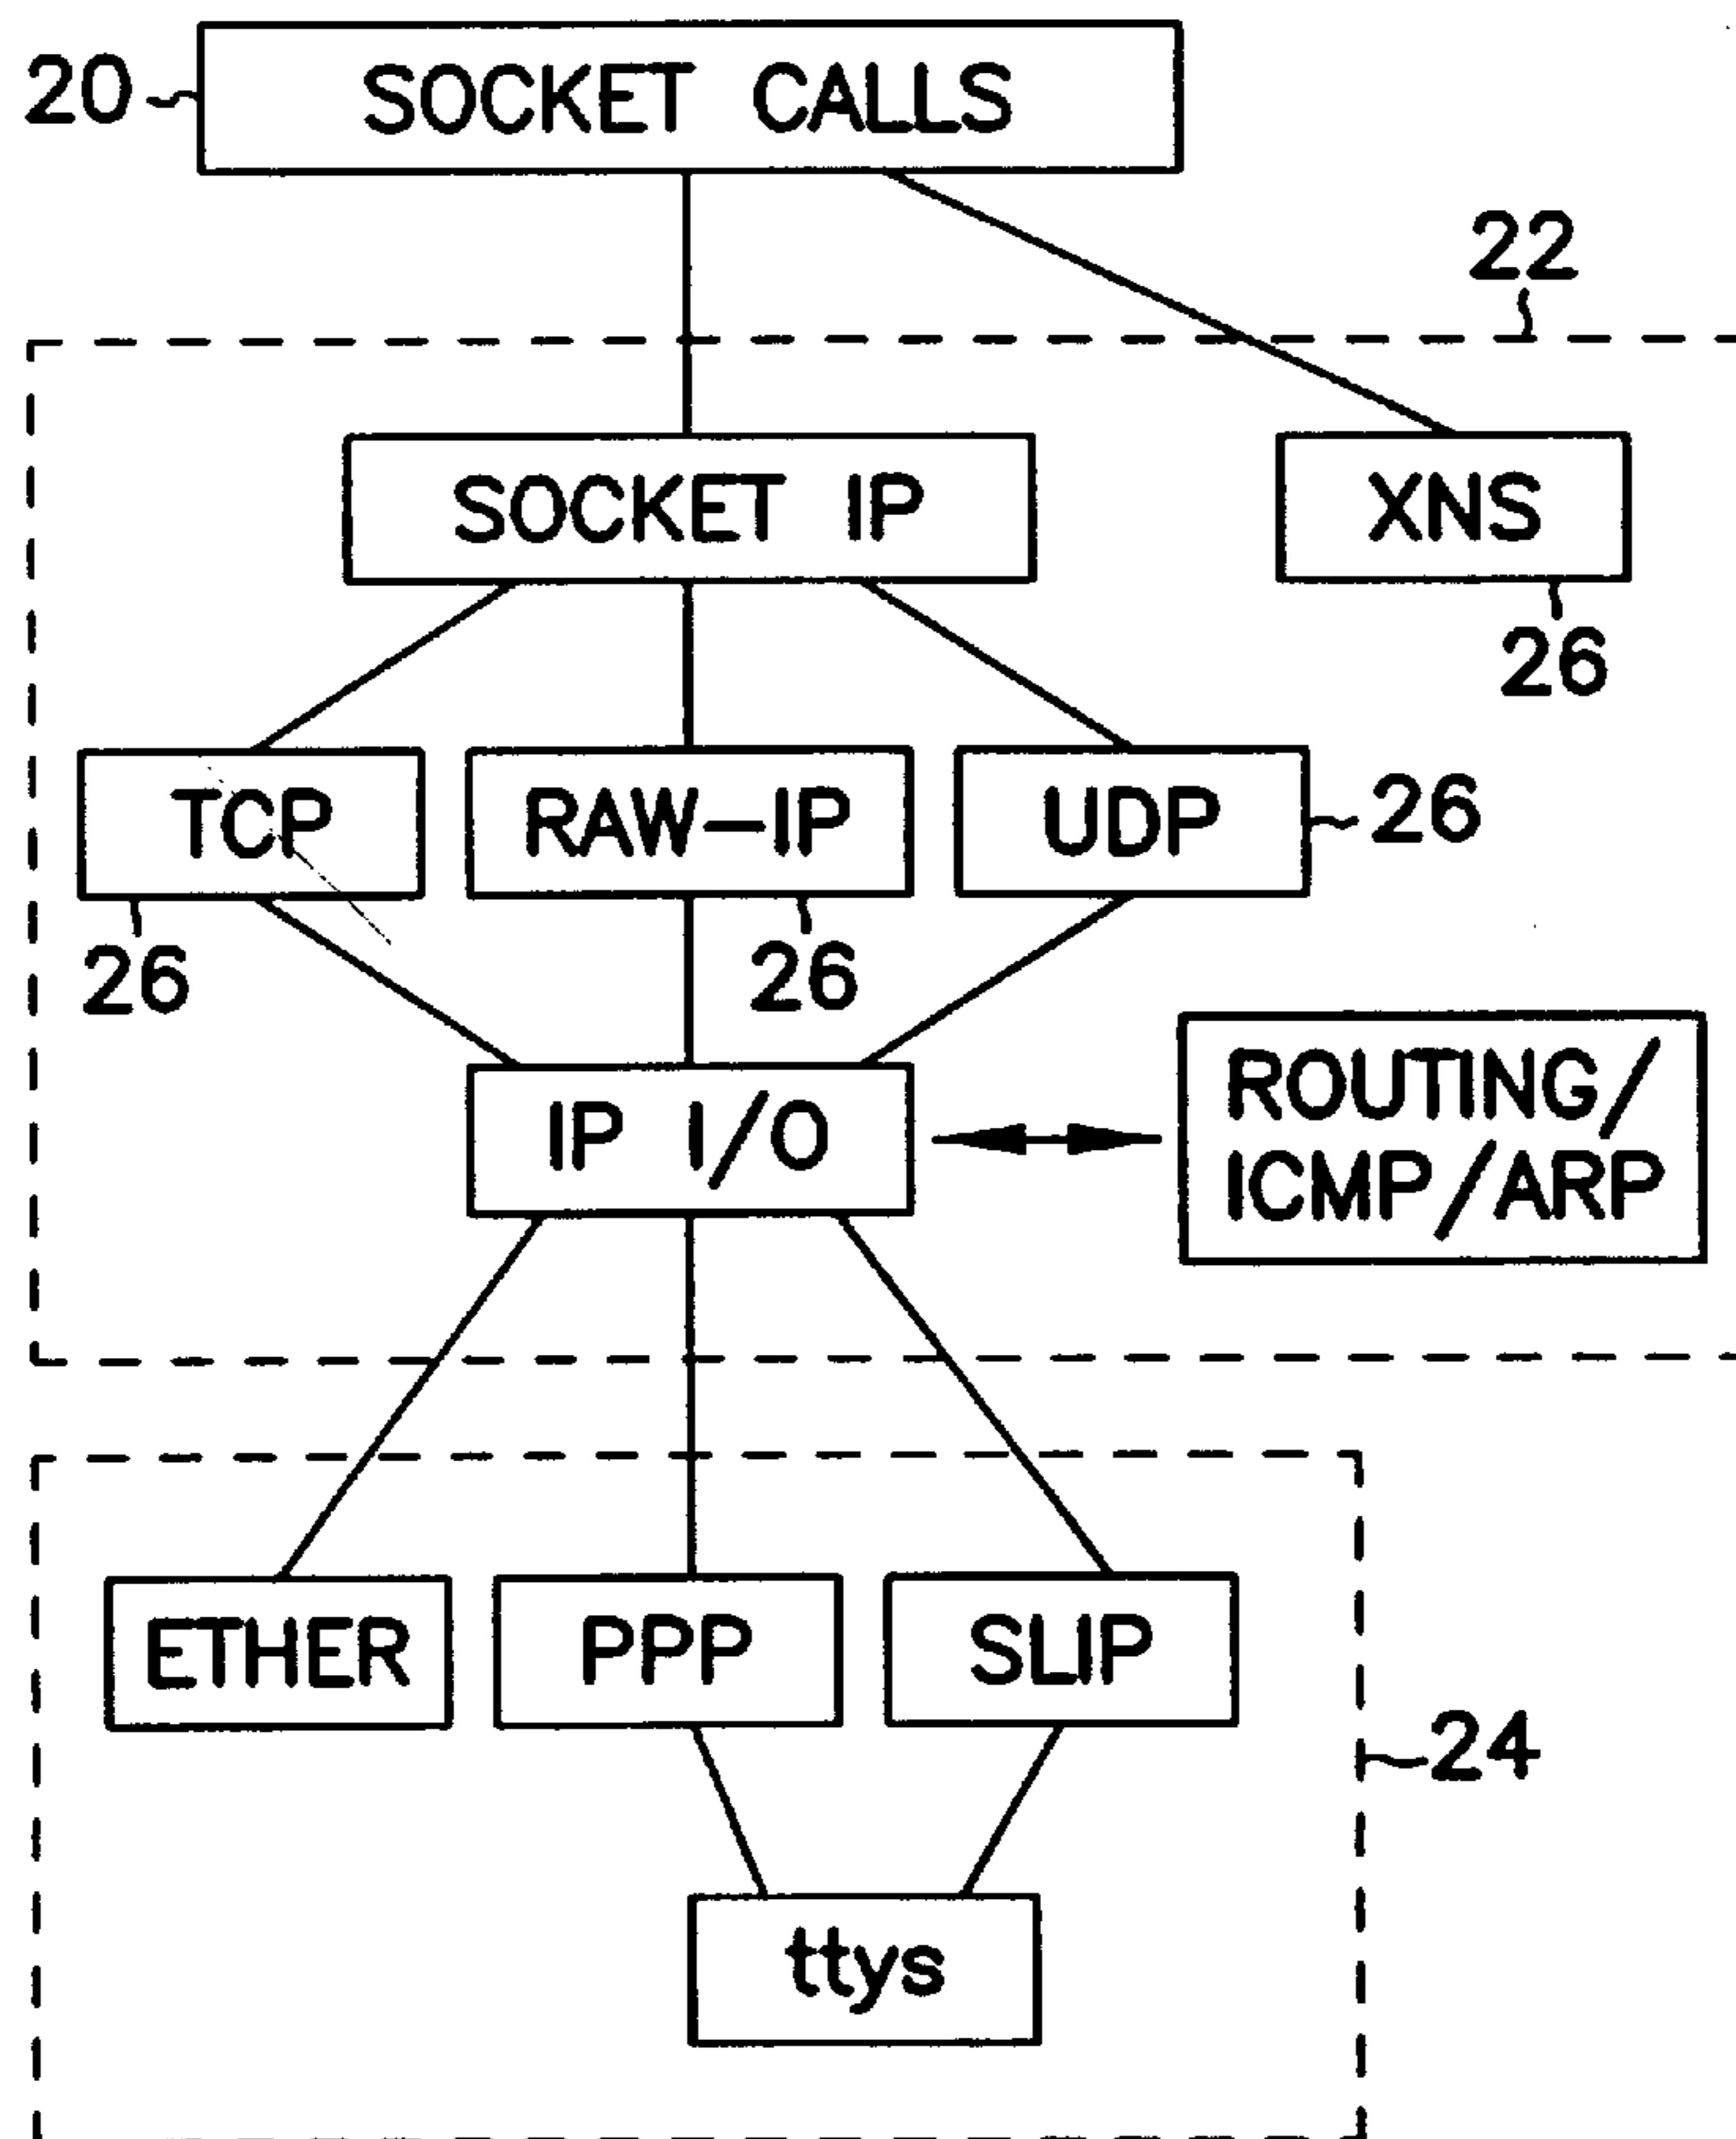 20
SOCKET CALLS
22
SOCKET IP
XNS
26
TCP
RAW-IP
UDP
26
26
26
IP I/O
ROUTING/
ICMP/ARP
ETHER
PPP
SLIP
24
ttys